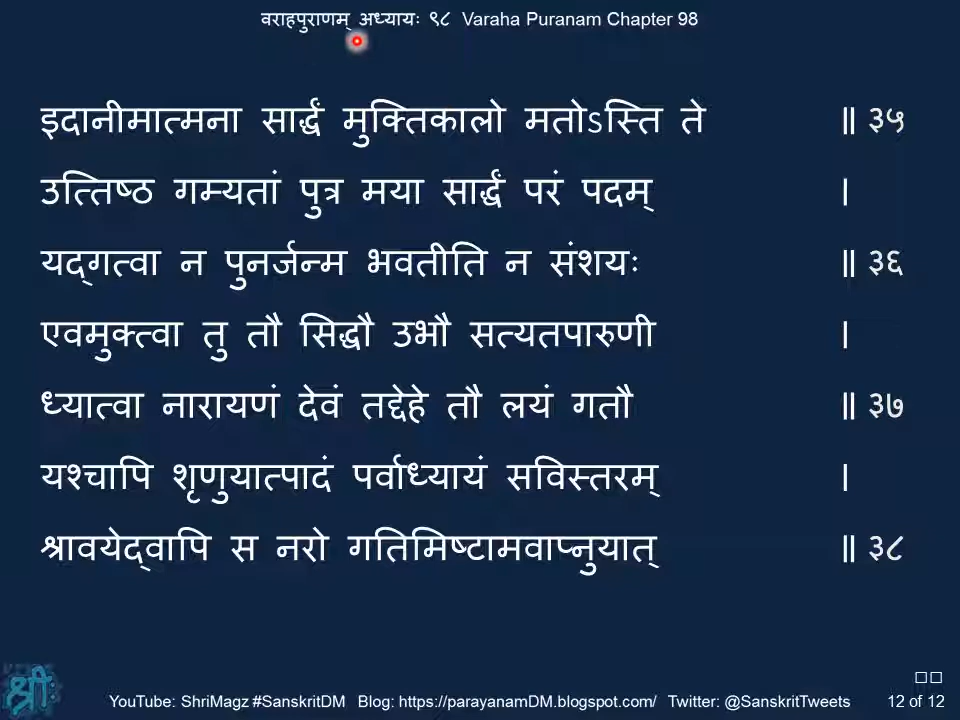 वराहपुराणम् अध्यायः ९८ Varaha Puranam Chapter 98
इदानीमात्मना सार्द्धं मुक्तिकालो मतोऽस्ति ते ॥ ३५
उत्तिष्ठ गम्यतां पुत्र मया सार्द्धं परं पदम् ।
यद्गत्वा न पुनर्जन्म भवतीति न संशयः ॥ ३६
एवमुक्त्वा तु तौ सिद्धौ उभौ सत्यतपारुणी ।
ध्यात्वा नारायणं देवं तद्देहे तौ लयं गतौ ॥ ३७
यश्चापि शृणुयात्पादं पर्वाध्यायं सविस्तरम् ।
श्रावयेद्वापि स नरो गतिमिष्टामवाप्नुयात् ॥ ३८
श्रीः
YouTube: ShriMagz #SanskritDM Blog: https://parayanamDM.blogspot.com/ Twitter: @SanskritTweets 12 of 12